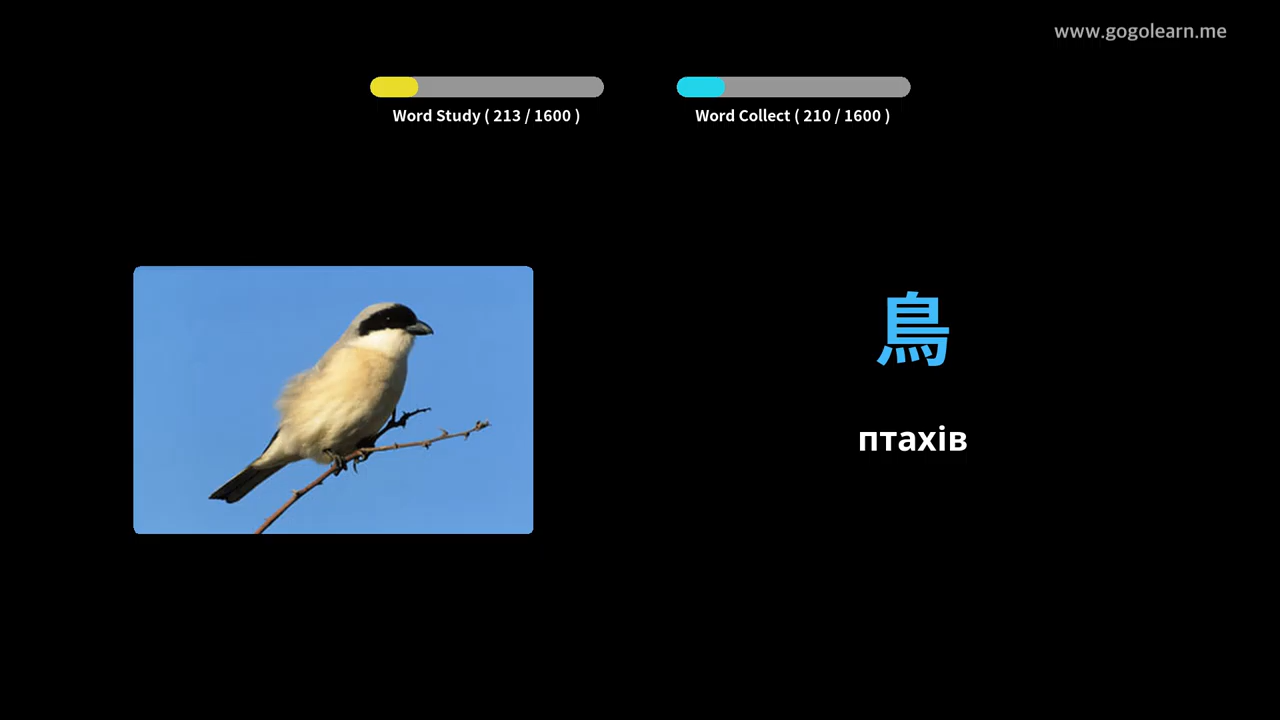 www.gogolearn.me
Word Study ( 213 / 1600 )
Word Collect ( 210 / 1600 )
鳥
птахів